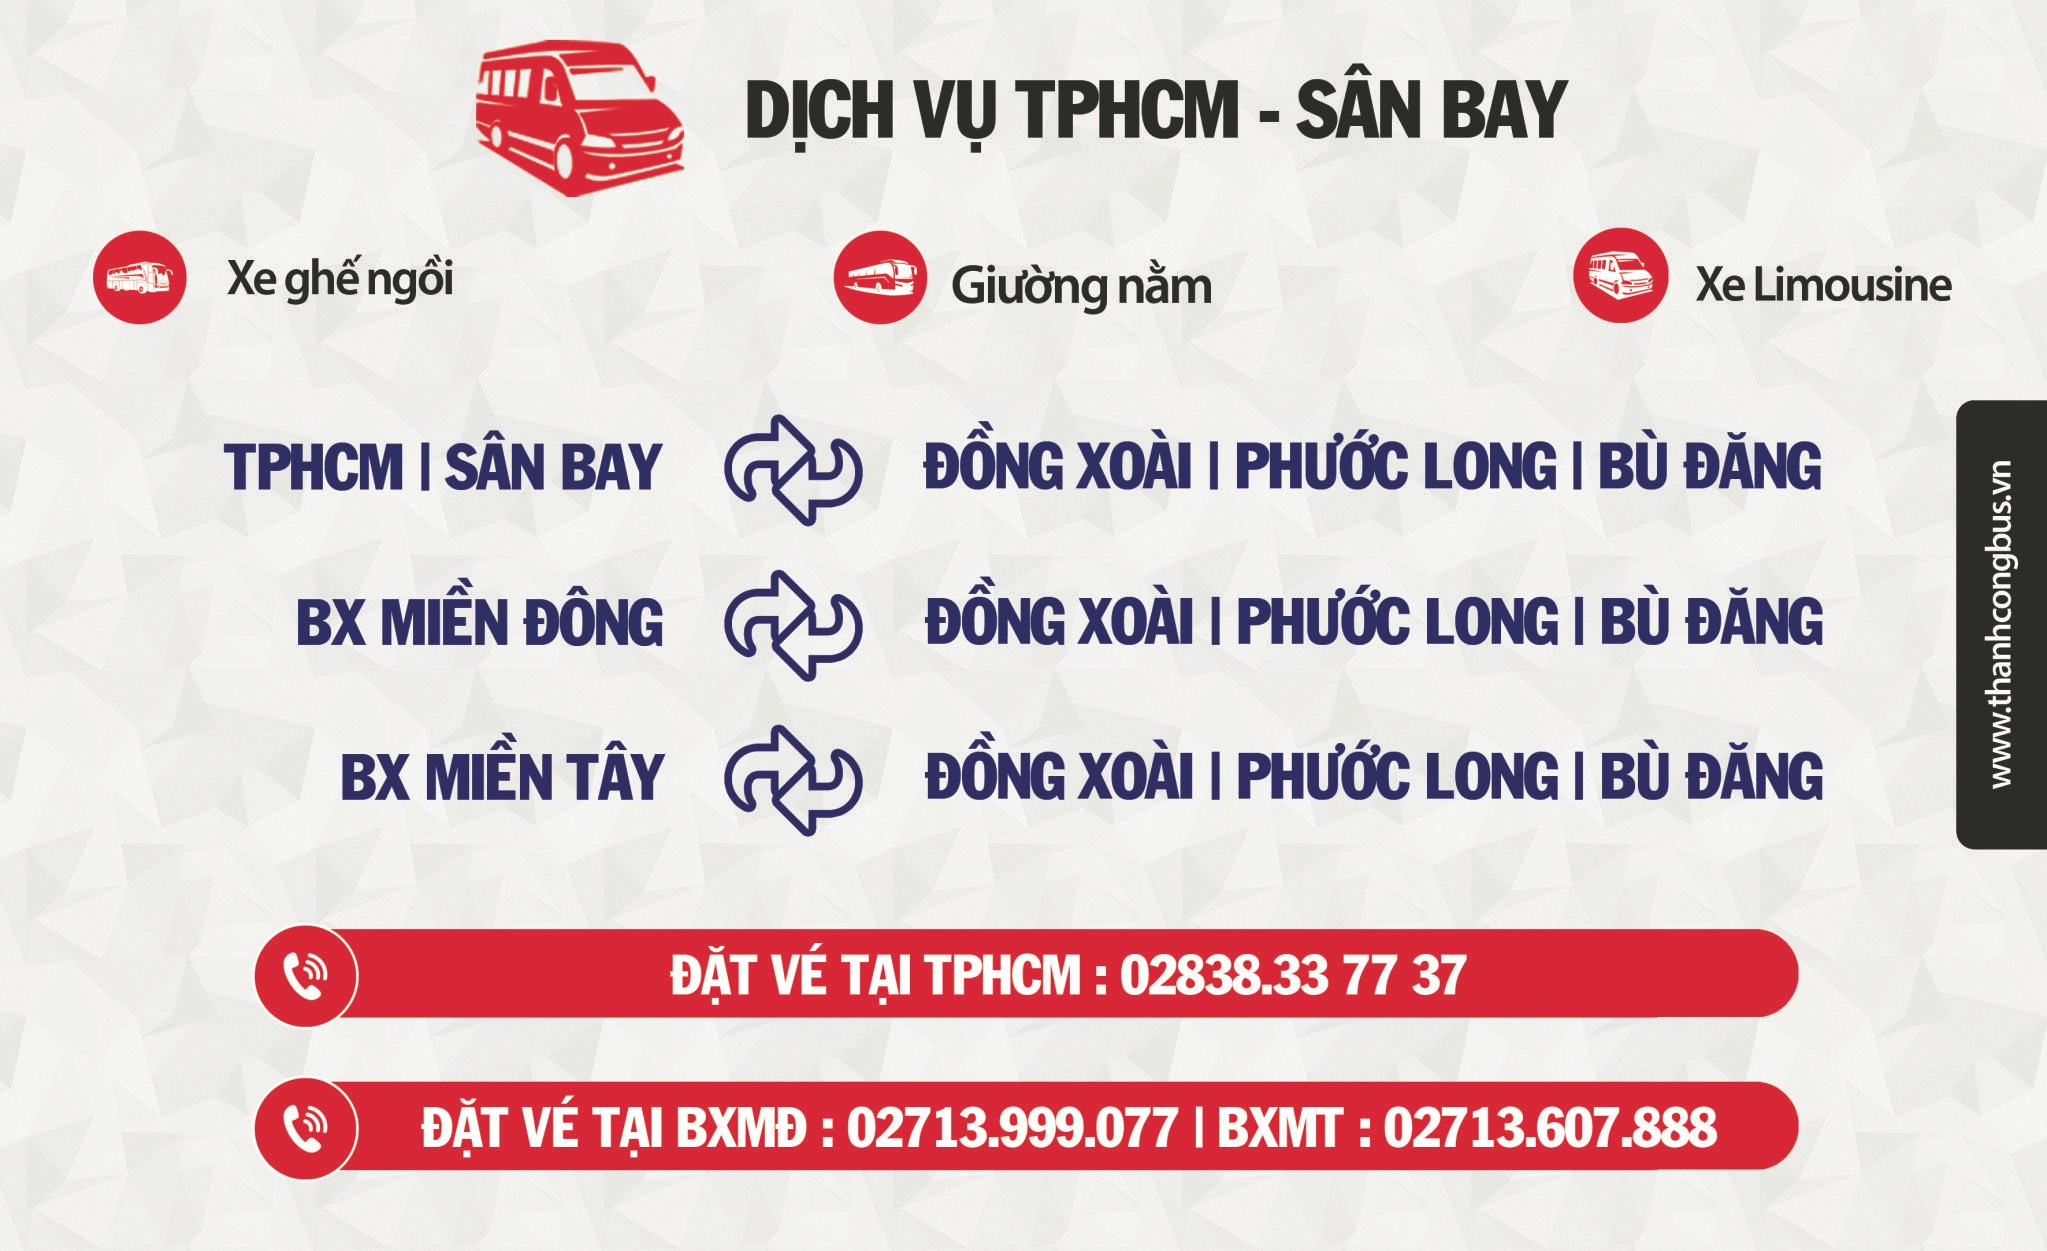 DỊCH VỤ TPHCM - SÂN BAY
Xe ghế ngồi
Giường nằm
Xe Limousine
TPHCM | SÂN BAY ĐỒNG XOÀI | PHƯỚC LONG | BÙ ĐĂNG
BX MIỀN ĐÔNG ĐỒNG XOÀI | PHƯỚC LONG | BÙ ĐĂNG
BX MIỀN TÂY ĐỒNG XOÀI | PHƯỚC LONG | BÙ ĐĂNG
www.thanhcongbus.vn
ĐẶT VÉ TẠI TPHCM : 02838.33 77 37
ĐẶT VÉ TẠI BXMĐ : 02713.999.077 | BXMT : 02713.607.888